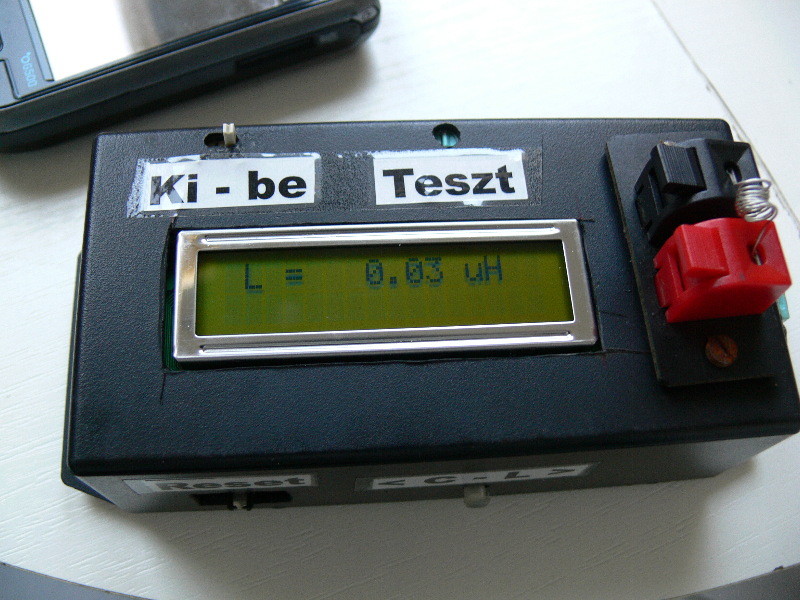 Ki - be
Teszt
L = 0.03 uH
Reset
< C - L >